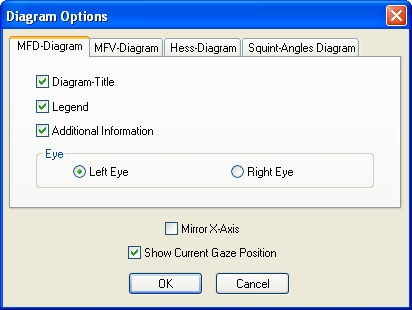 Diagram Options
MFD-Diagram MFV-Diagram Hess-Diagram Squint-Angles Diagram
Diagram-Title
Legend
Additional Information
Eye
Left Eye Right Eye
Mirror X-Axis
Show Current Gaze Position
OK Cancel